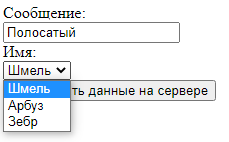 Сообщение:
Полосатый
Имя:
Шмель
ть данные на сервере
Шмель
Арбуз
Зебр